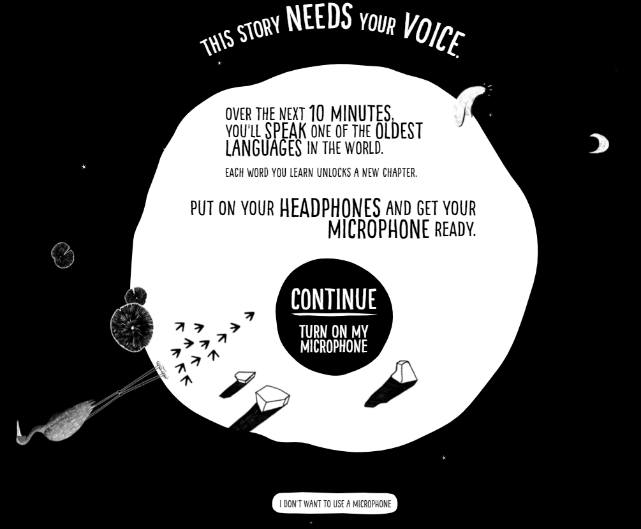 THIS STORY NEEDS YOUR VOICE.
OVER THE NEXT 10 MINUTES,
YOU'LL SPEAK ONE OF THE OLDEST
LANGUAGES IN THE WORLD.
EACH WORD YOU LEARN UNLOCKS A NEW CHAPTER.
PUT ON YOUR HEADPHONES AND GET YOUR
MICROPHONE READY.
CONTINUE
TURN ON MY
MICROPHONE
I DON'T WANT TO USE A MICROPHONE